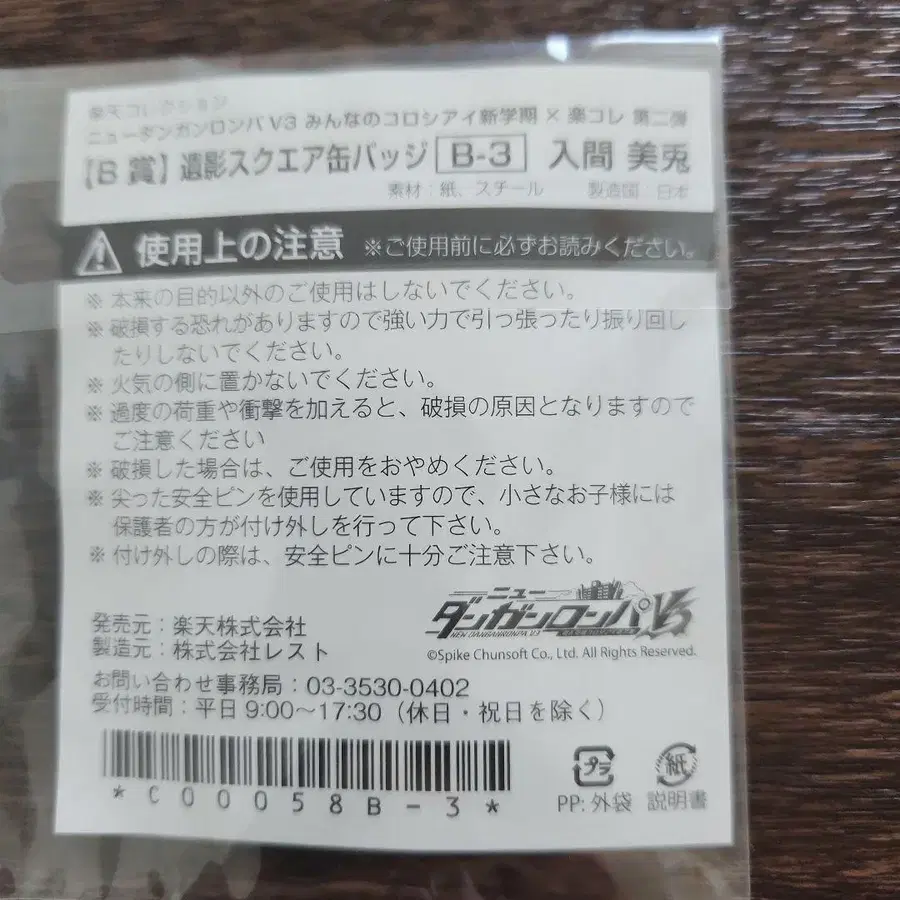 楽天コレクション
ニューダンガンロンパ V3 みんなのコロシアイ新学期 × 楽コレ 第二弾
【B 賞】遺影スクエア缶バッジ B-3 入間 美兎
素材：紙、スチール 製造国：日本
使用上の注意 ※ご使用前に必ずお読みください。
※ 本来の目的以外のご使用はしないでください。
※ 破損する恐れがありますので強い力で引っ張ったり振り回し
たりしないでください。
※ 火気の側に置かないでください。
※ 過度の荷重や衝撃を加えると、破損の原因となりますので
ご注意ください
※ 破損した場合は、ご使用をおやめください。
※ 尖った安全ピンを使用していますので、小さなお子様には
保護者の方が付け外しを行って下さい。
※ 付け外しの際は、安全ピンに十分ご注意下さい。
ニュー
ダンガンロンパ V3
NEW DANGANRONPA V3
発売元：楽天株式会社
製造元：株式会社レスト
©Spike Chunsoft Co., Ltd. All Rights Reserved.
お問い合わせ事務局：03-3530-0402
受付時間：平日 9:00～17:30（休日・祝日を除く）
*C00058B-3*
プラ 紙
PP: 外袋 説明書